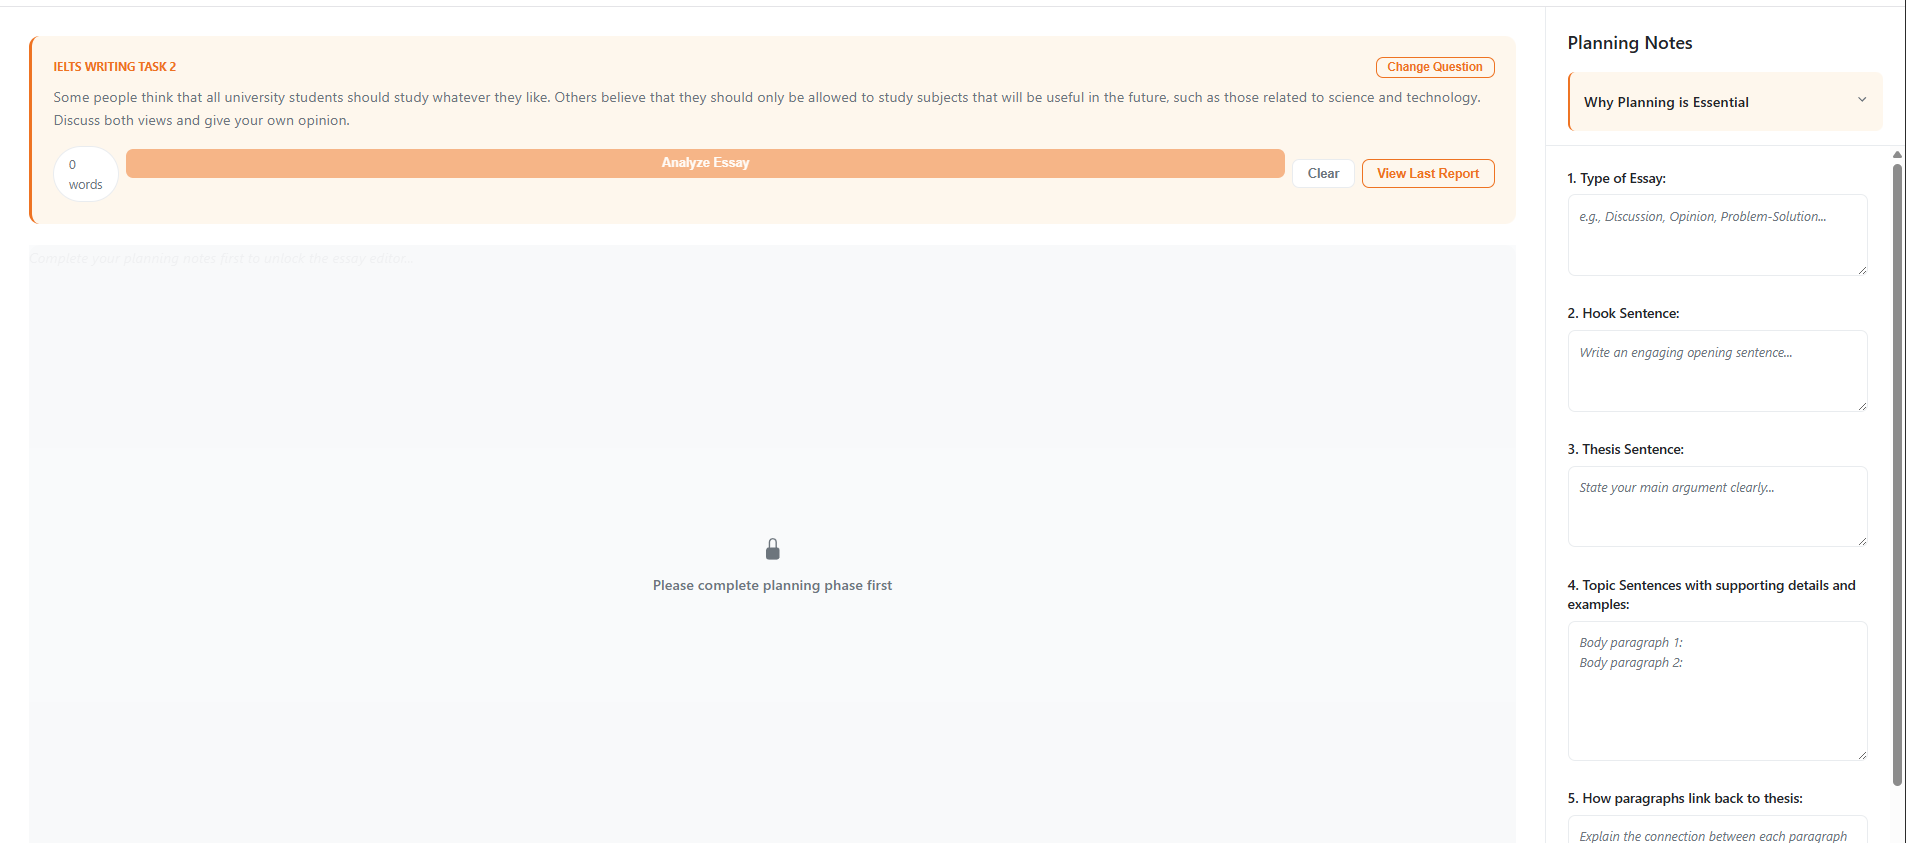 IELTS WRITING TASK 2
Change Question
Some people think that all university students should study whatever they like. Others believe that they should only be allowed to study subjects that will be useful in the future, such as those related to science and technology.
Discuss both views and give your own opinion.
0
words
Analyze Essay
Clear
View Last Report
Complete your planning notes first to unlock the essay editor...
Please complete planning phase first
Planning Notes
Why Planning is Essential
1. Type of Essay:
e.g., Discussion, Opinion, Problem-Solution...
2. Hook Sentence:
Write an engaging opening sentence...
3. Thesis Sentence:
State your main argument clearly...
4. Topic Sentences with supporting details and
examples:
Body paragraph 1:
Body paragraph 2:
5. How paragraphs link back to thesis:
Explain the connection between each paragraph